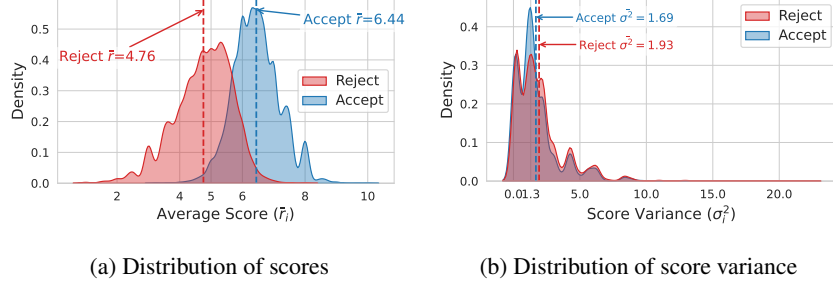 Accept r̄=6.44
Reject r̄=4.76
Reject
Accept
Density
0.5
0.4
0.3
0.2
0.1
0.0
2
4
5
6
8
10
Average Score (r̄ᵢ)
(a) Distribution of scores
Accept σ̄²=1.69
Reject σ̄²=1.93
Reject
Accept
Density
0.4
0.3
0.2
0.1
0.0
0.0
1.3
5.0
10.0
15.0
20.0
Score Variance (σᵢ²)
(b) Distribution of score variance